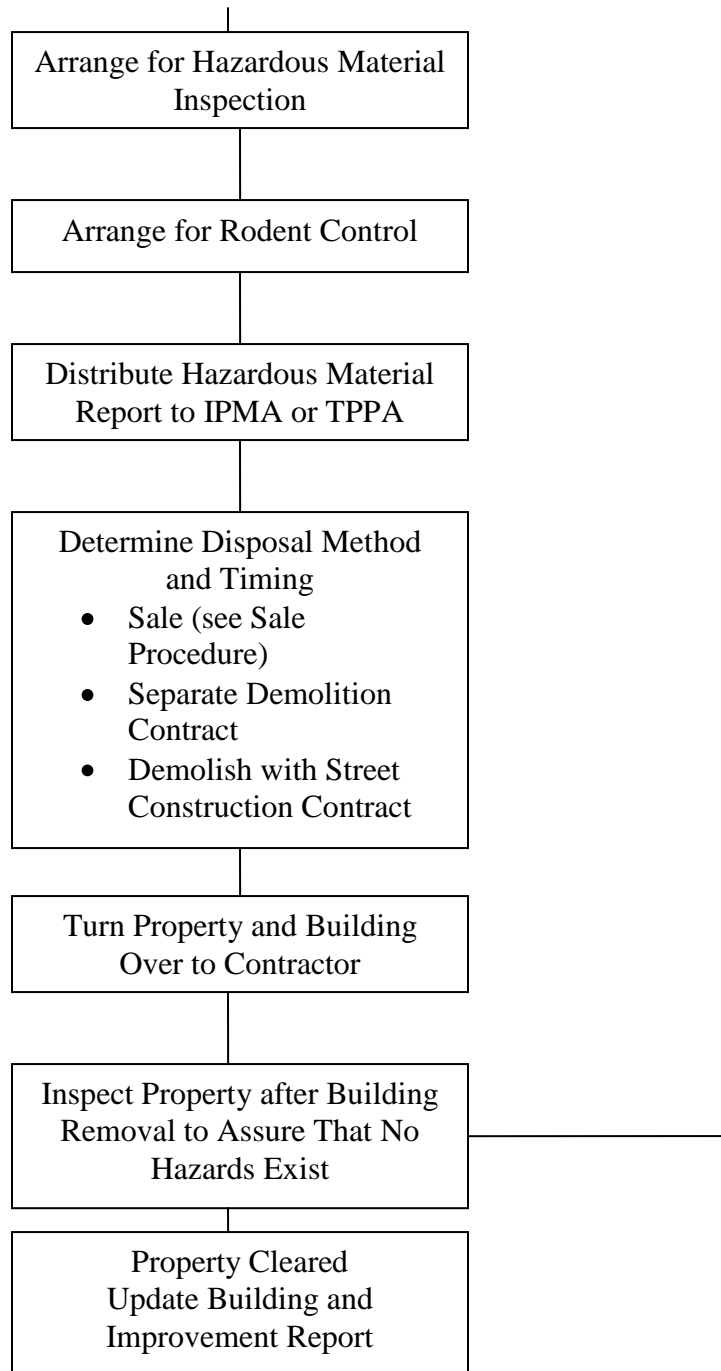 Arrange for Hazardous Material
Inspection
Arrange for Rodent Control
Distribute Hazardous Material
Report to IPMA or TPPA
Determine Disposal Method
and Timing
• Sale (see Sale
Procedure)
• Separate Demolition
Contract
• Demolish with Street
Construction Contract
Turn Property and Building
Over to Contractor
Inspect Property after Building
Removal to Assure That No
Hazards Exist
Property Cleared
Update Building and
Improvement Report